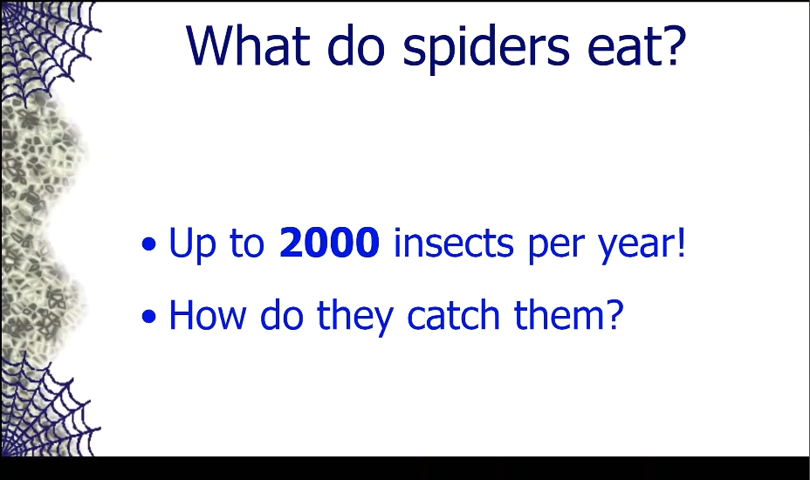 What do spiders eat?
• Up to 2000 insects per year!
• How do they catch them?